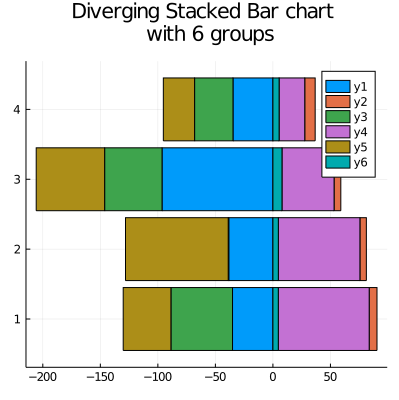 Diverging Stacked Bar chart
with 6 groups
y1
y2
y3
y4
y5
y6
4
3
2
1
−200
−150
−100
−50
0
50